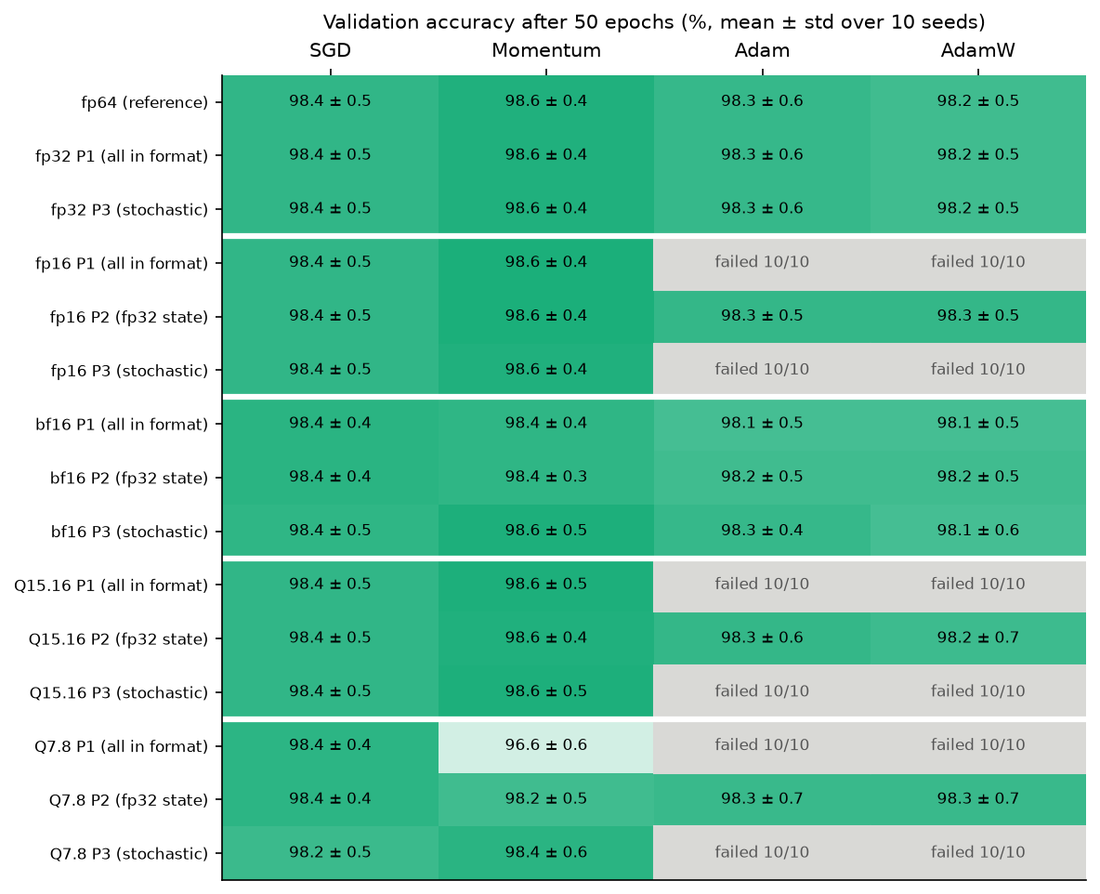 Validation accuracy after 50 epochs (%, mean ± std over 10 seeds)
SGD Momentum Adam AdamW
fp64 (reference) 98.4 ± 0.5 98.6 ± 0.4 98.3 ± 0.6 98.2 ± 0.5
fp32 P1 (all in format) 98.4 ± 0.5 98.6 ± 0.4 98.3 ± 0.6 98.2 ± 0.5
fp32 P3 (stochastic) 98.4 ± 0.5 98.6 ± 0.4 98.3 ± 0.6 98.2 ± 0.5
fp16 P1 (all in format) 98.4 ± 0.5 98.6 ± 0.4 failed 10/10 failed 10/10
fp16 P2 (fp32 state) 98.4 ± 0.5 98.6 ± 0.4 98.3 ± 0.5 98.3 ± 0.5
fp16 P3 (stochastic) 98.4 ± 0.5 98.6 ± 0.4 failed 10/10 failed 10/10
bf16 P1 (all in format) 98.4 ± 0.4 98.4 ± 0.4 98.1 ± 0.5 98.1 ± 0.5
bf16 P2 (fp32 state) 98.4 ± 0.4 98.4 ± 0.3 98.2 ± 0.5 98.2 ± 0.5
bf16 P3 (stochastic) 98.4 ± 0.5 98.6 ± 0.5 98.3 ± 0.4 98.1 ± 0.6
Q15.16 P1 (all in format) 98.4 ± 0.5 98.6 ± 0.5 failed 10/10 failed 10/10
Q15.16 P2 (fp32 state) 98.4 ± 0.5 98.6 ± 0.4 98.3 ± 0.6 98.2 ± 0.7
Q15.16 P3 (stochastic) 98.4 ± 0.5 98.6 ± 0.5 failed 10/10 failed 10/10
Q7.8 P1 (all in format) 98.4 ± 0.4 96.6 ± 0.6 failed 10/10 failed 10/10
Q7.8 P2 (fp32 state) 98.4 ± 0.4 98.2 ± 0.5 98.3 ± 0.7 98.3 ± 0.7
Q7.8 P3 (stochastic) 98.2 ± 0.5 98.4 ± 0.6 failed 10/10 failed 10/10